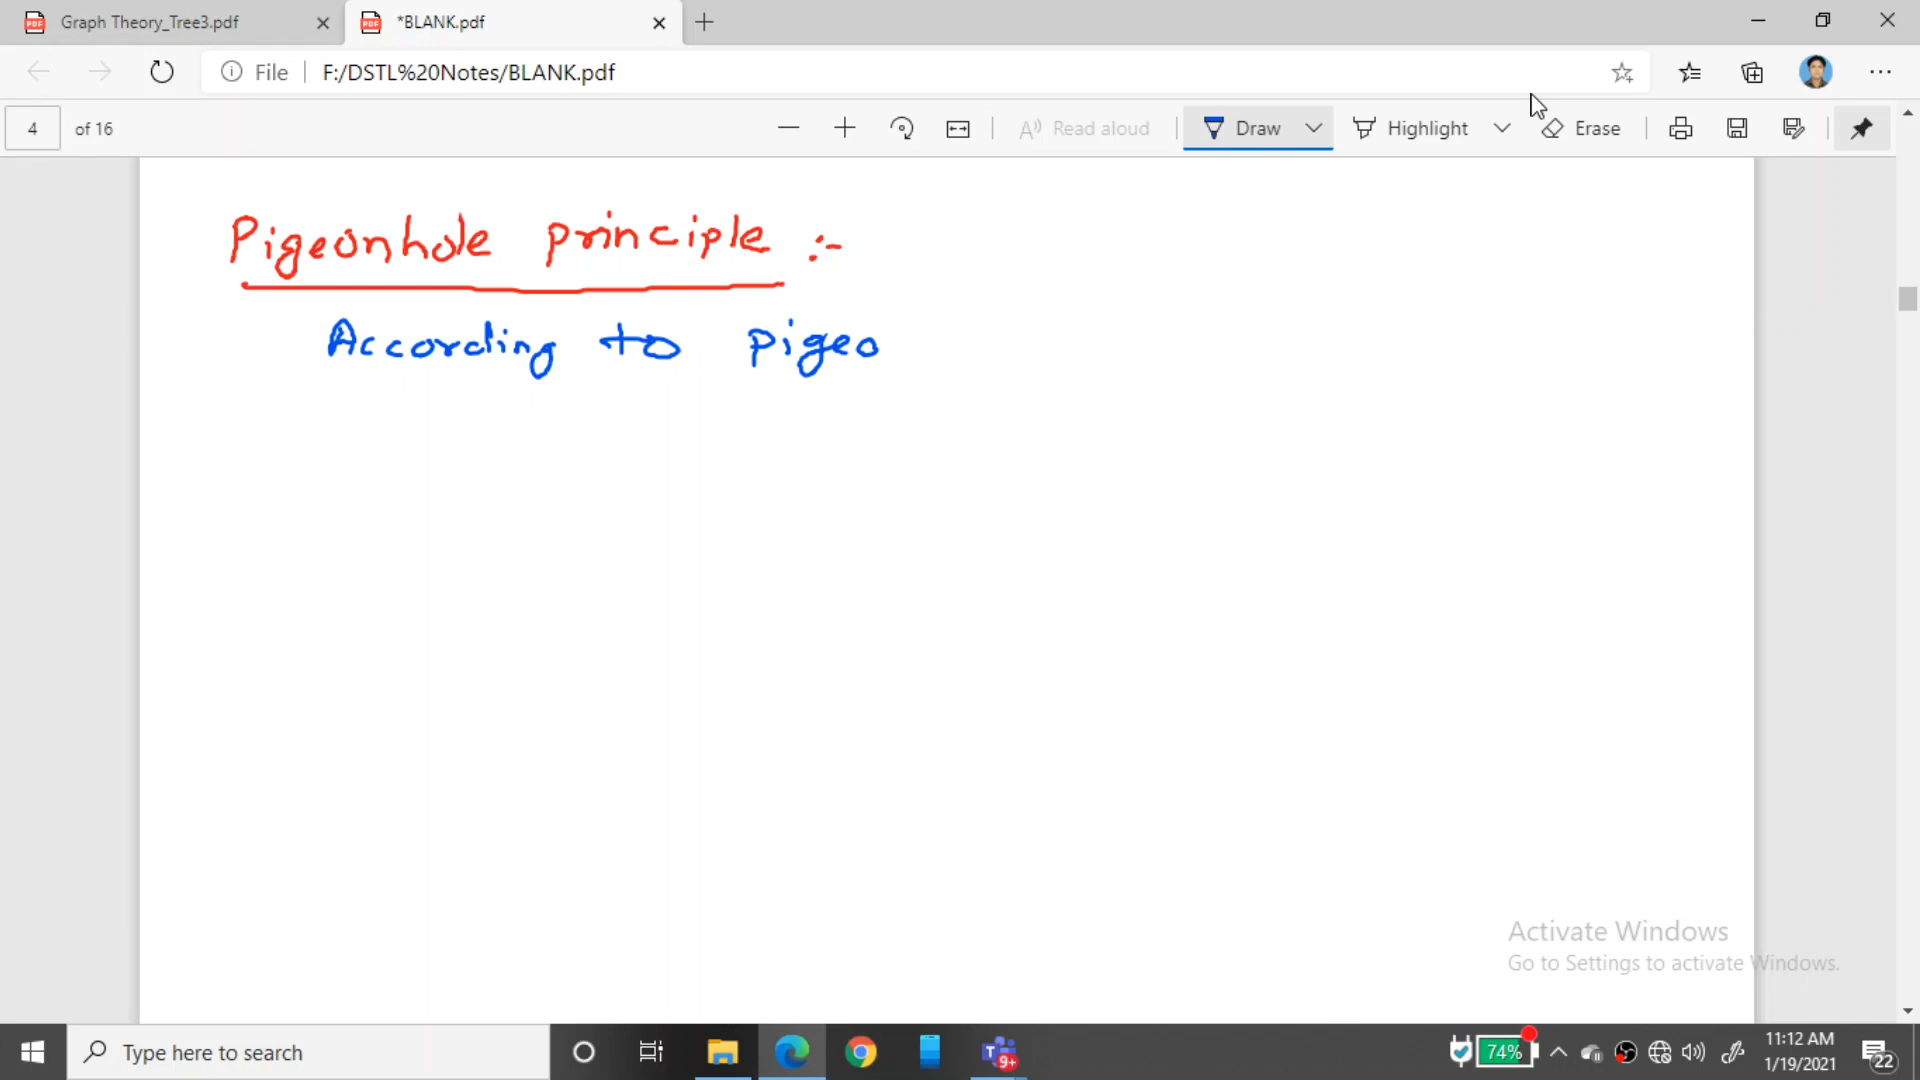 Graph Theory_Tree3.pdf
*BLANK.pdf
File F:/DSTL%20Notes/BLANK.pdf
4 of 16 Read aloud Draw Highlight Erase
Pigeonhole principle :-
According to pigeo
Activate Windows
Go to Settings to activate Windows.
Type here to search
9+
74%
11:12 AM
1/19/2021
22